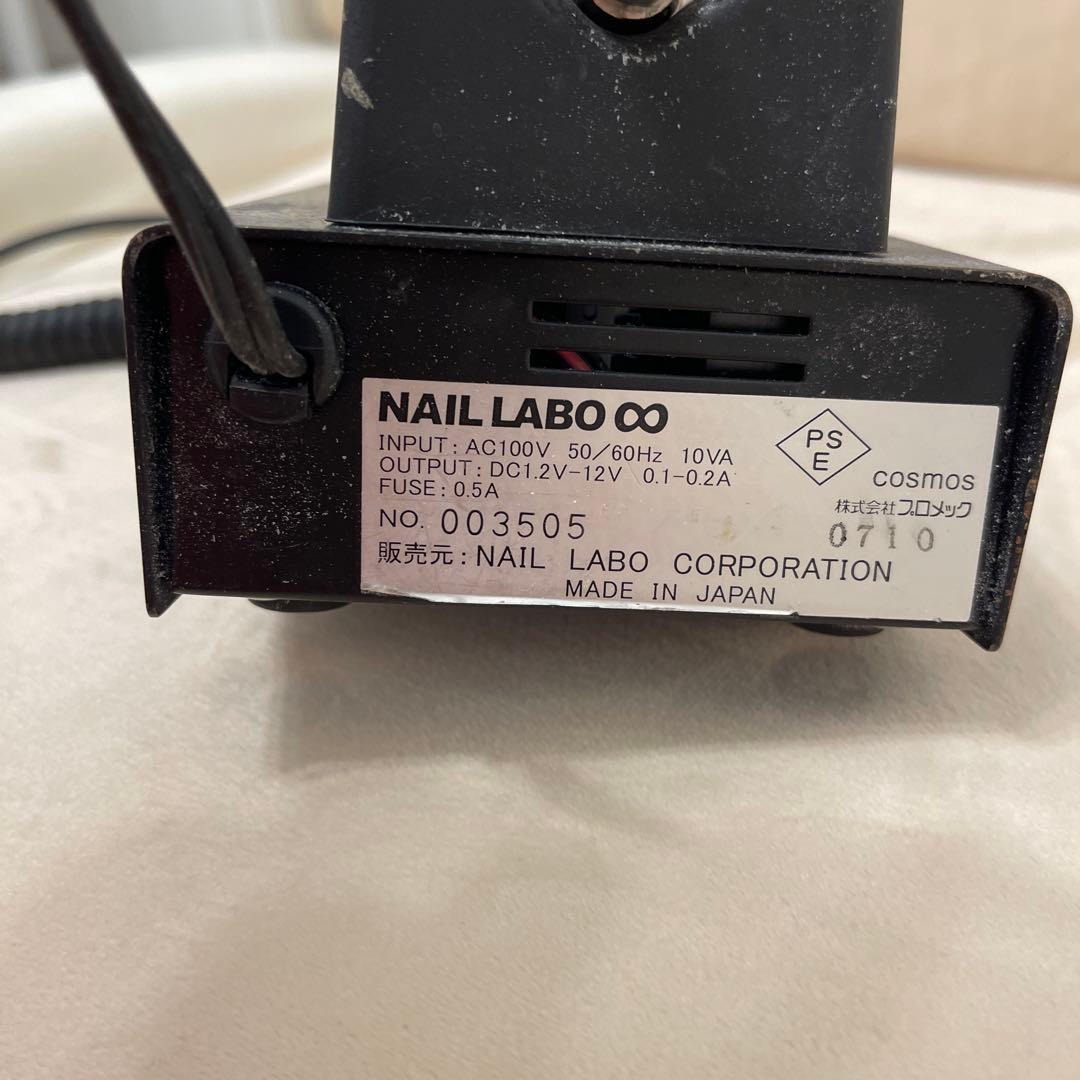 NAIL LABO ∞
INPUT : AC100V 50/60Hz 10VA
OUTPUT : DC1.2V-12V 0.1-0.2A
FUSE : 0.5A
NO. 003505
販売元 : NAIL LABO CORPORATION
MADE IN JAPAN
PS
E
cosmos
株式会社プロメック
0710